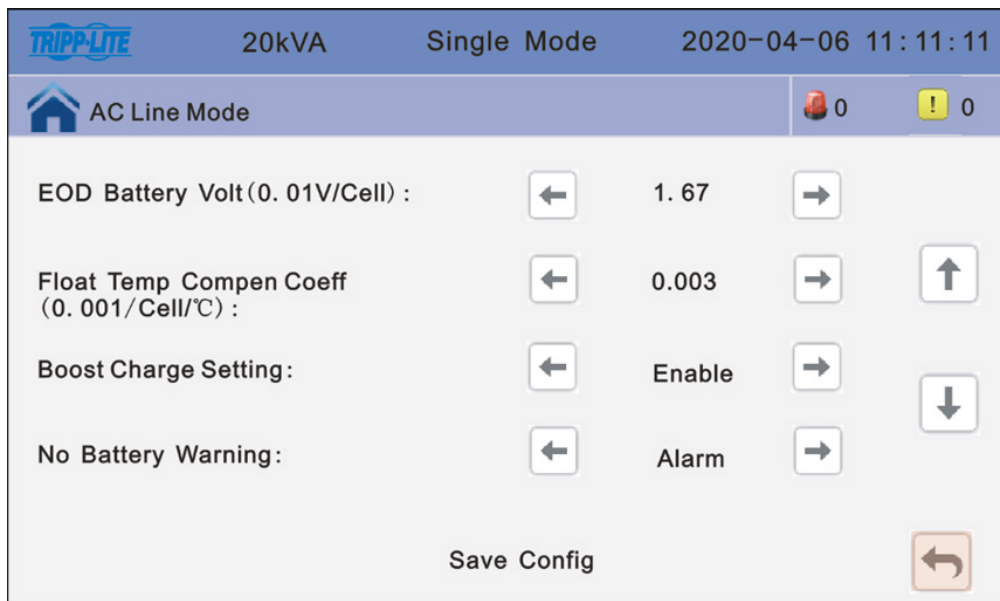 TRIPP·LITE 20kVA Single Mode 2020-04-06 11:11:11
AC Line Mode 0 ! 0
EOD Battery Volt(0. 01V/Cell): 1. 67
Float Temp Compen Coeff 0.003
(0. 001/Cell/℃):
Boost Charge Setting: Enable
No Battery Warning: Alarm
Save Config